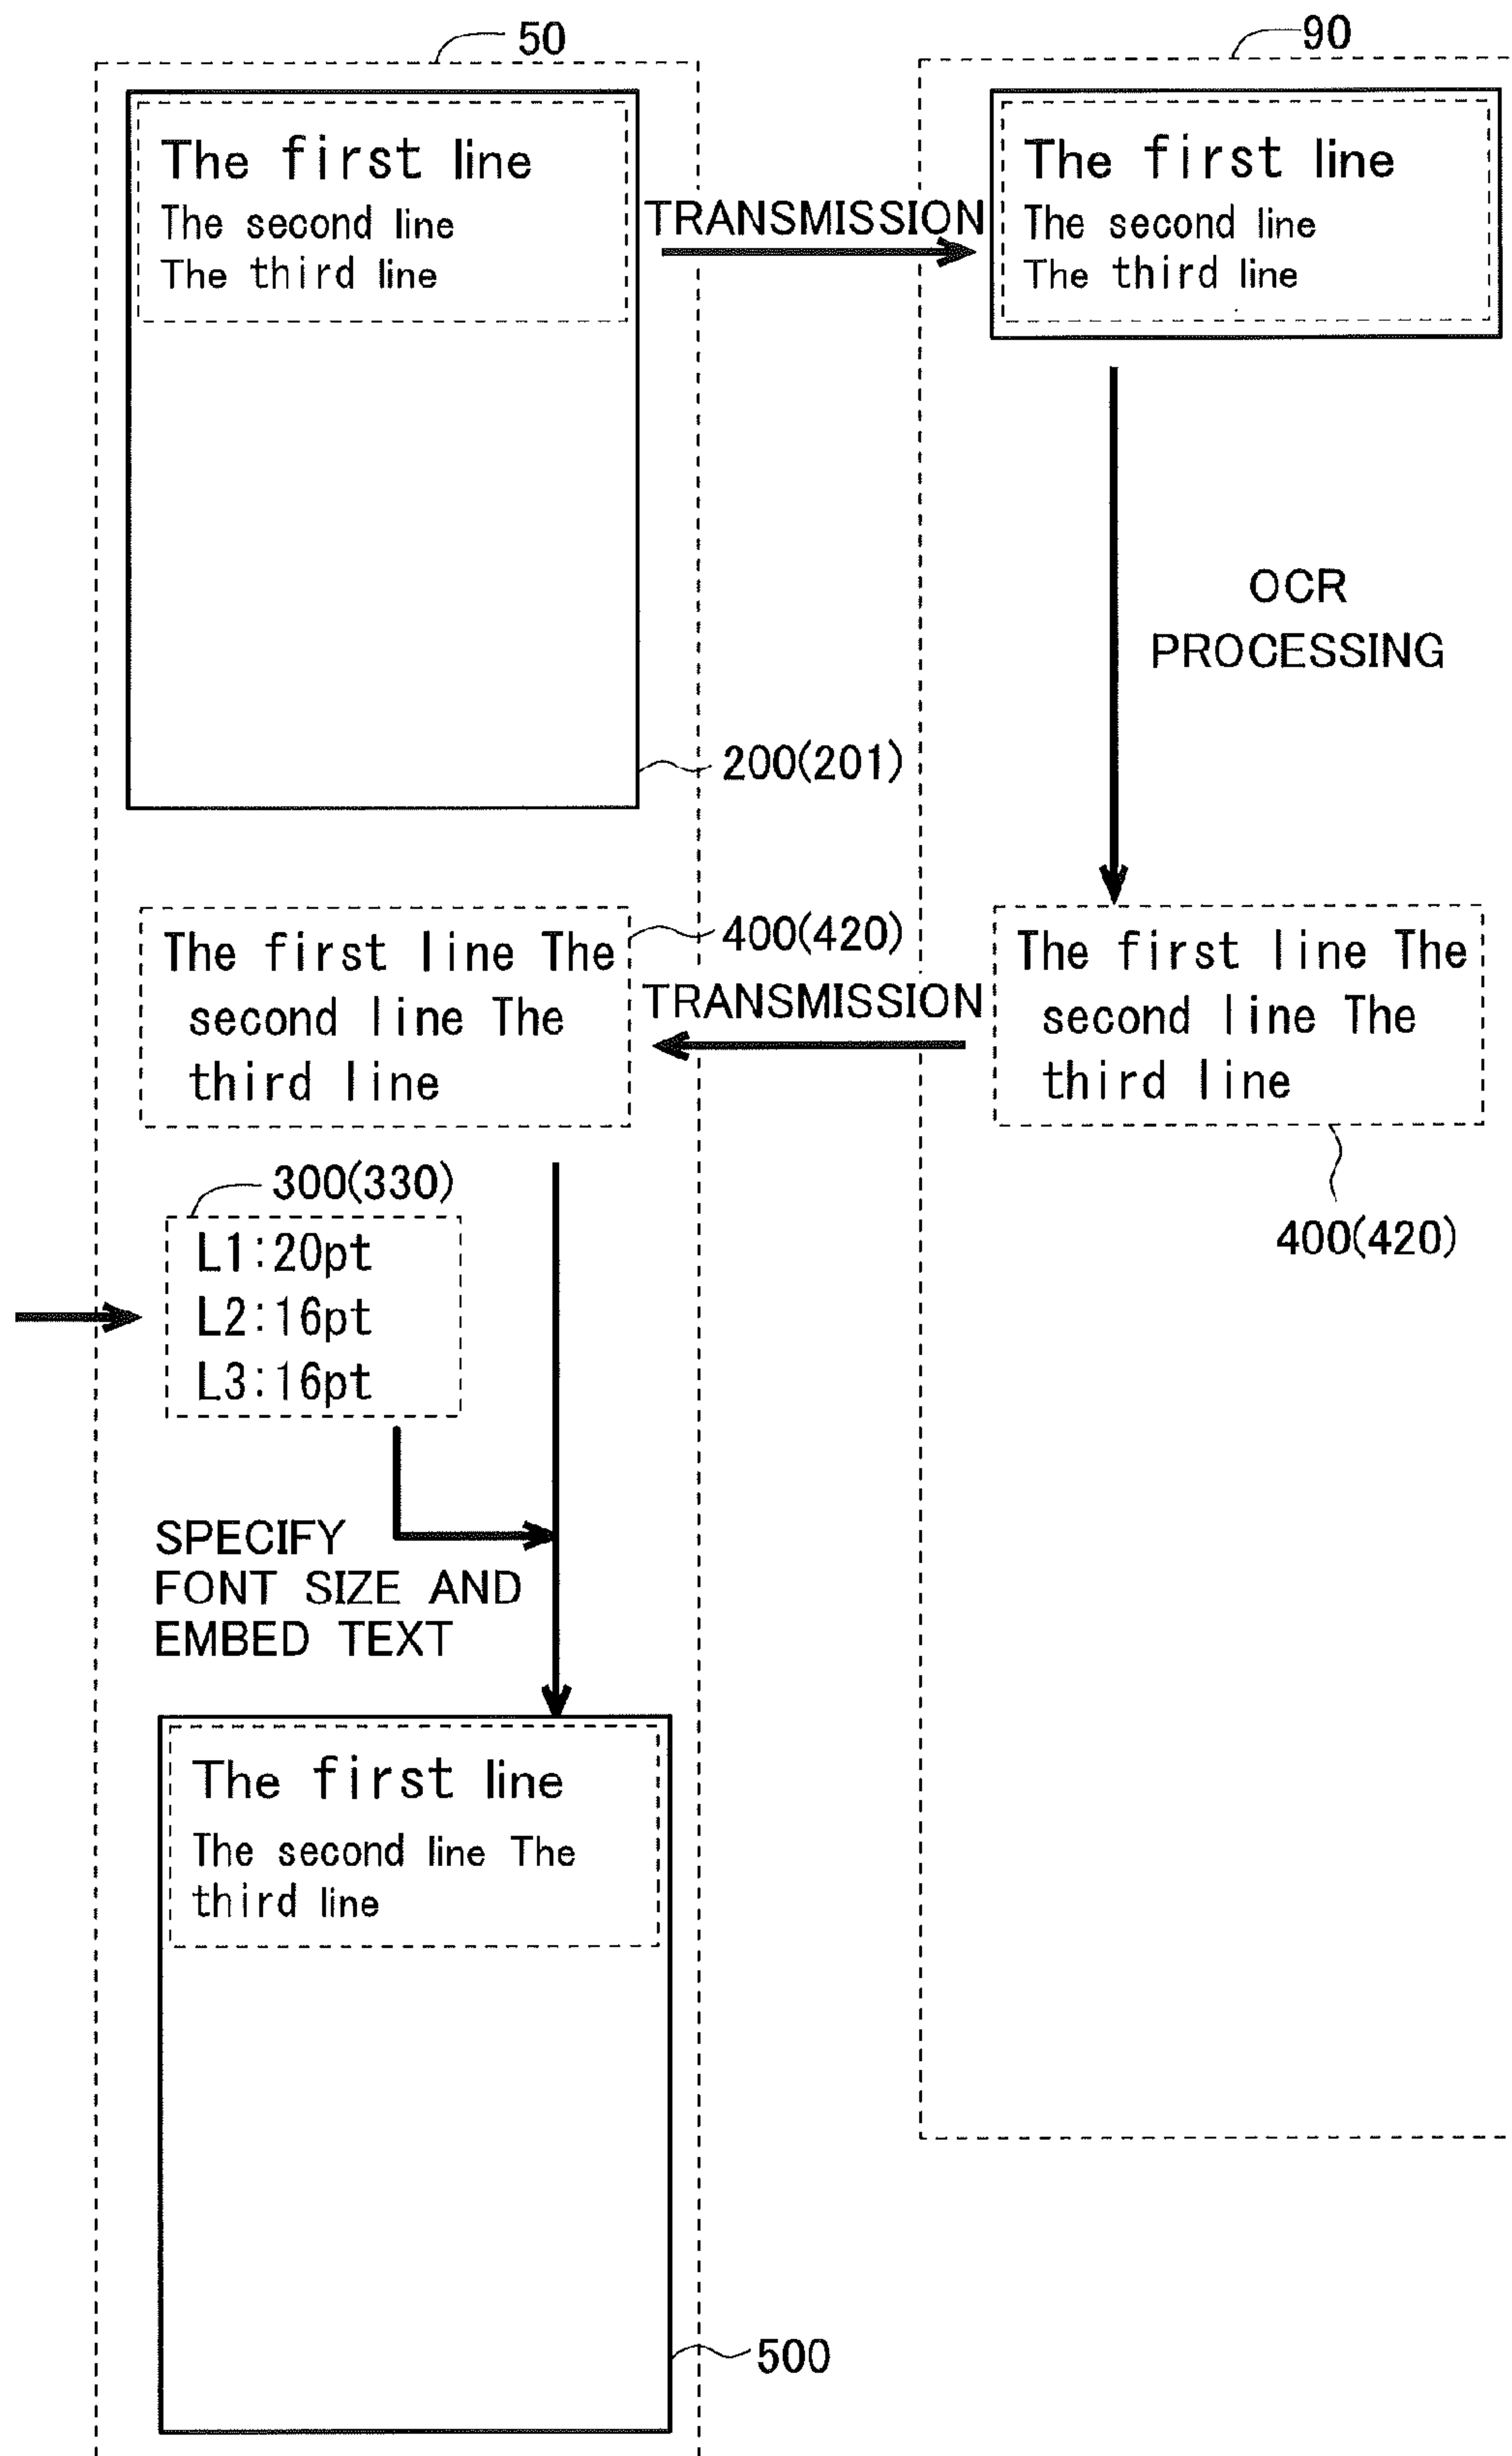 50
90
The first line
The second line
The third line
TRANSMISSION
The first line
The second line
The third line
OCR
PROCESSING
200(201)
The first line The
second line The
third line
400(420)
TRANSMISSION
The first line The
second line The
third line
400(420)
300(330)
L1:20pt
L2:16pt
L3:16pt
SPECIFY
FONT SIZE AND
EMBED TEXT
The first line
The second line The
third line
500